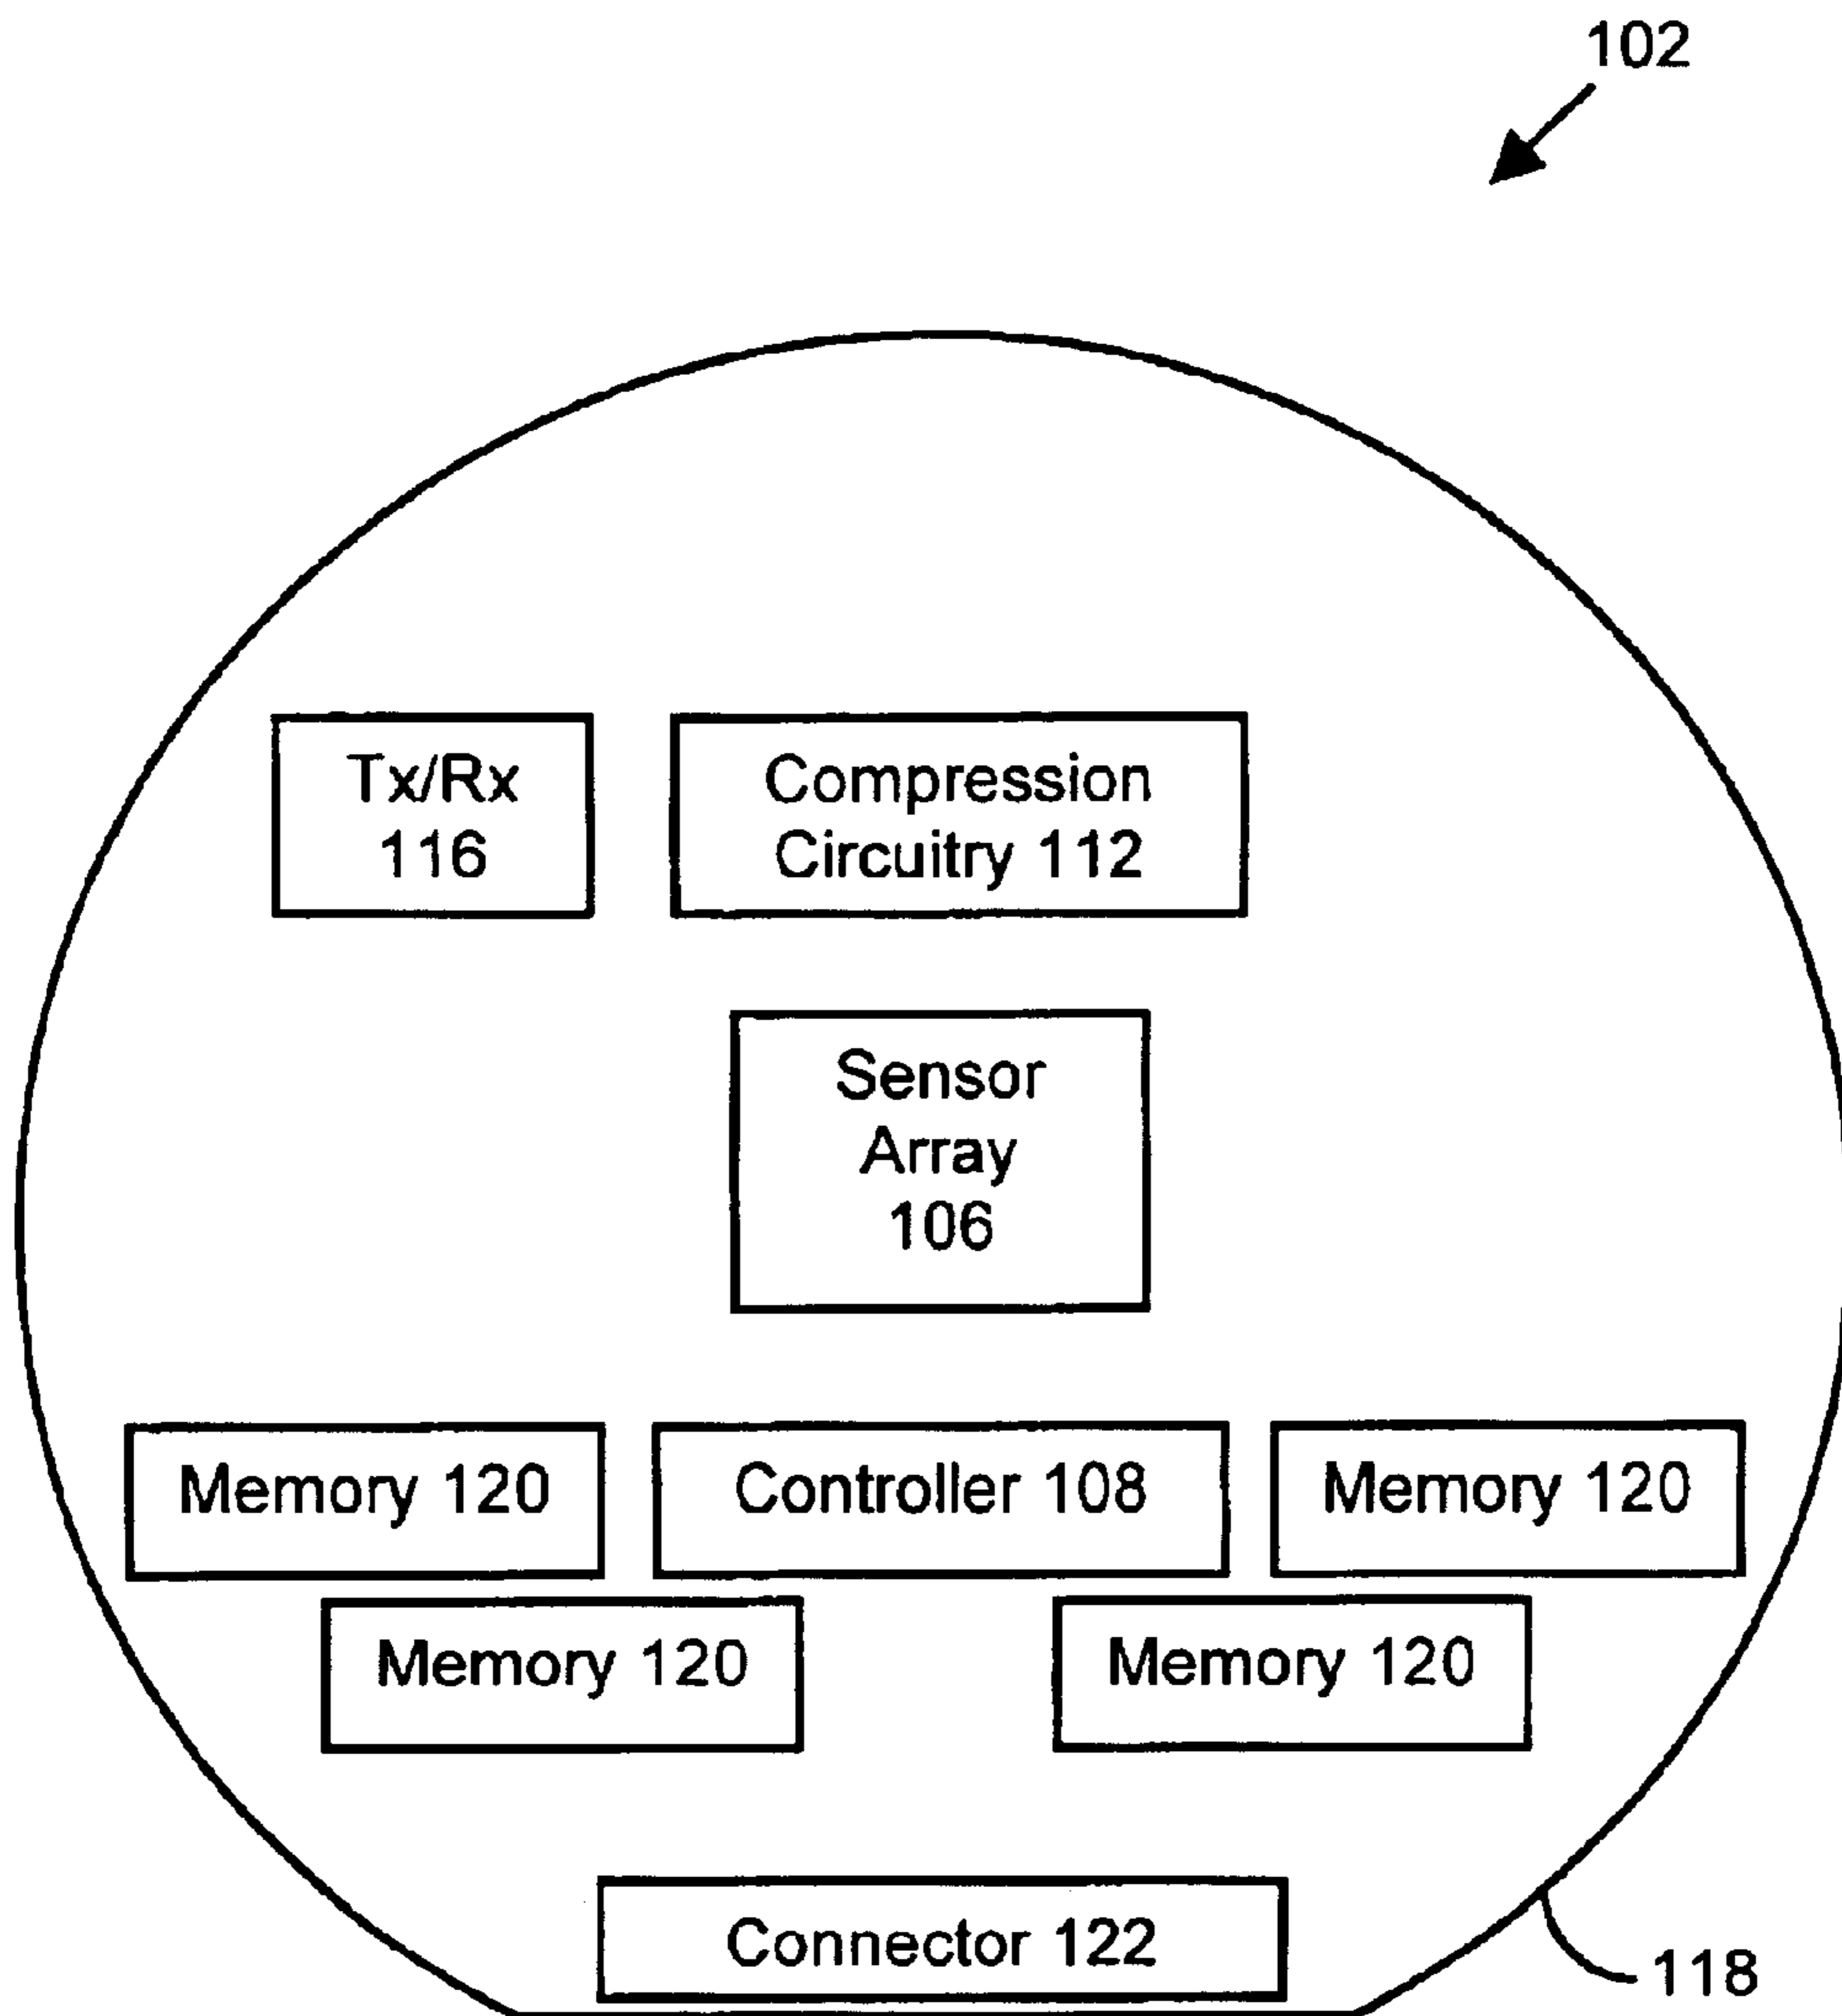 102
Tx/Rx
116
Compression
Circuitry 112
Sensor
Array
106
Memory 120
Controller 108
Memory 120
Memory 120
Memory 120
Connector 122
118